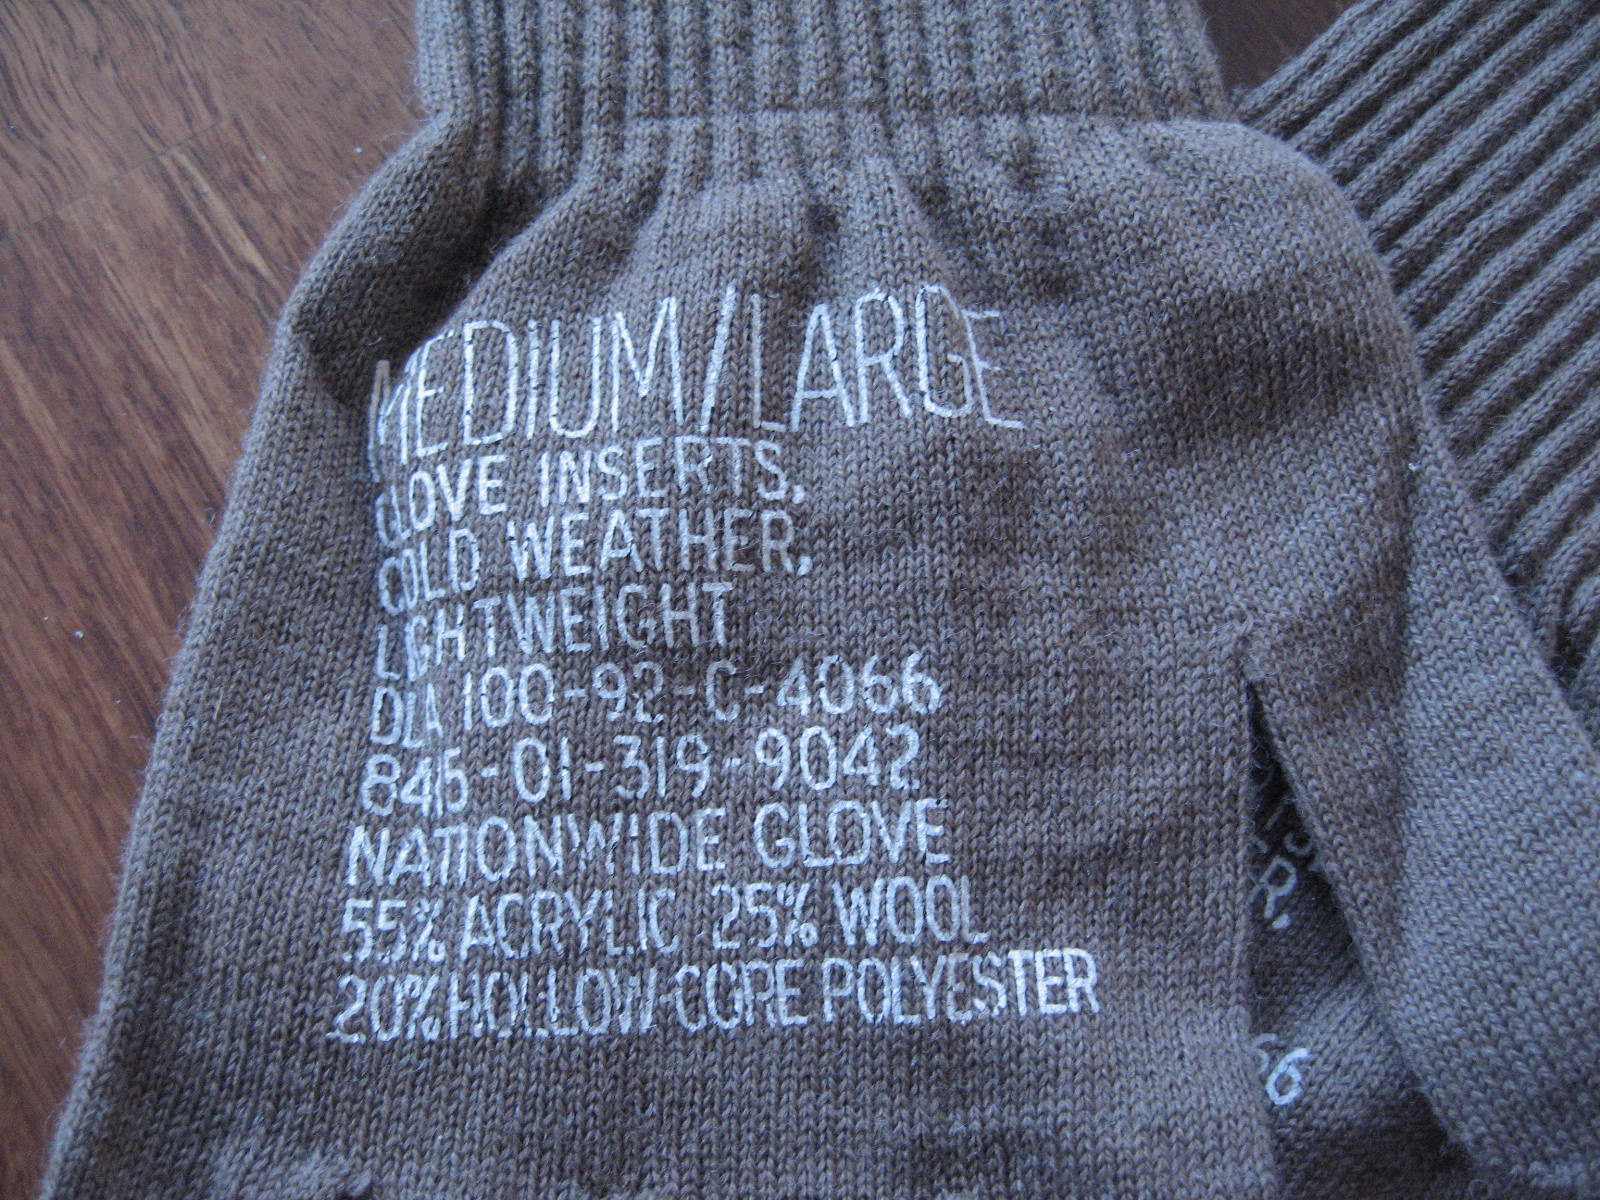 MEDIUM/LARGE
GLOVE INSERTS,
COLD WEATHER,
LIGHTWEIGHT
DLA 100-92-C-4066
8415-01-319-9042
NATIONWIDE GLOVE
55% ACRYLIC 25% WOOL
20% HOLLOW-CORE POLYESTER
R.
66